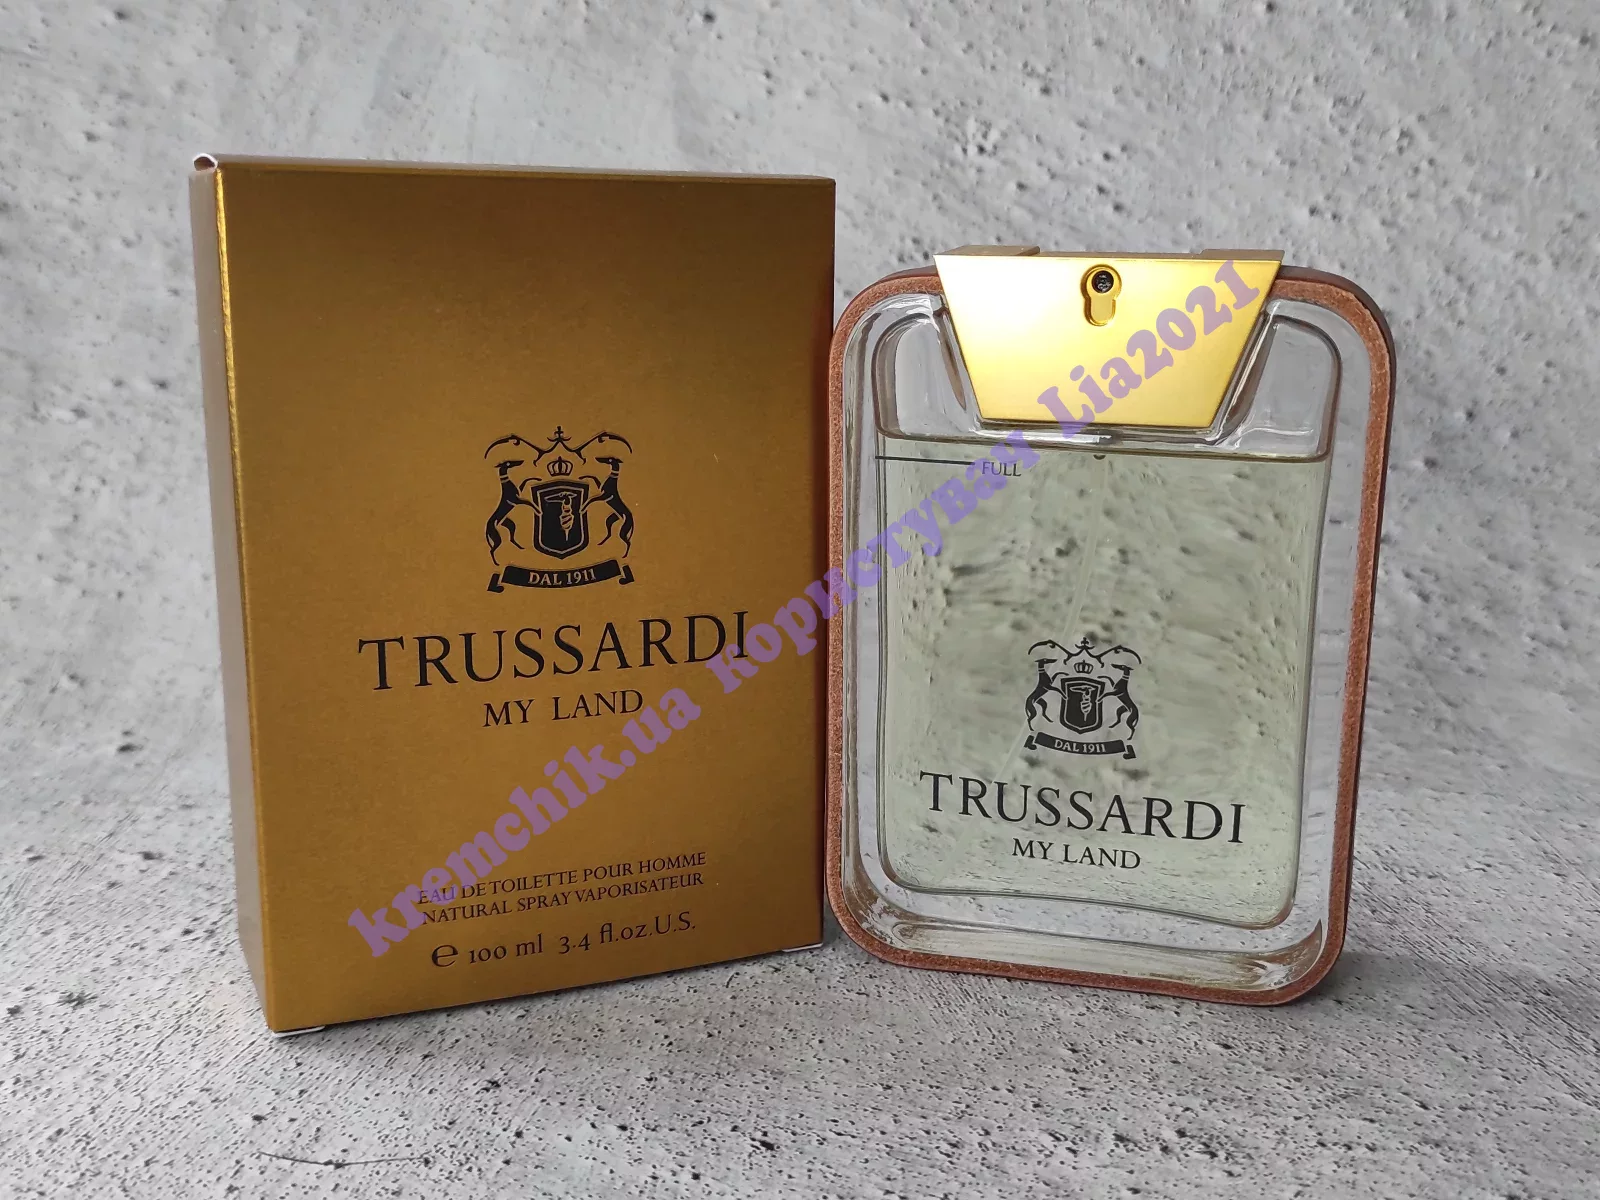 DAL 1911
TRUSSARDI
MY LAND
EAU DE TOILETTE POUR HOMME
NATURAL SPRAY VAPORISATEUR
℮ 100 ml 3.4 fl.oz.U.S.
FULL
DAL 1911
TRUSSARDI
MY LAND
kremchik.ua Користувач Lia2021